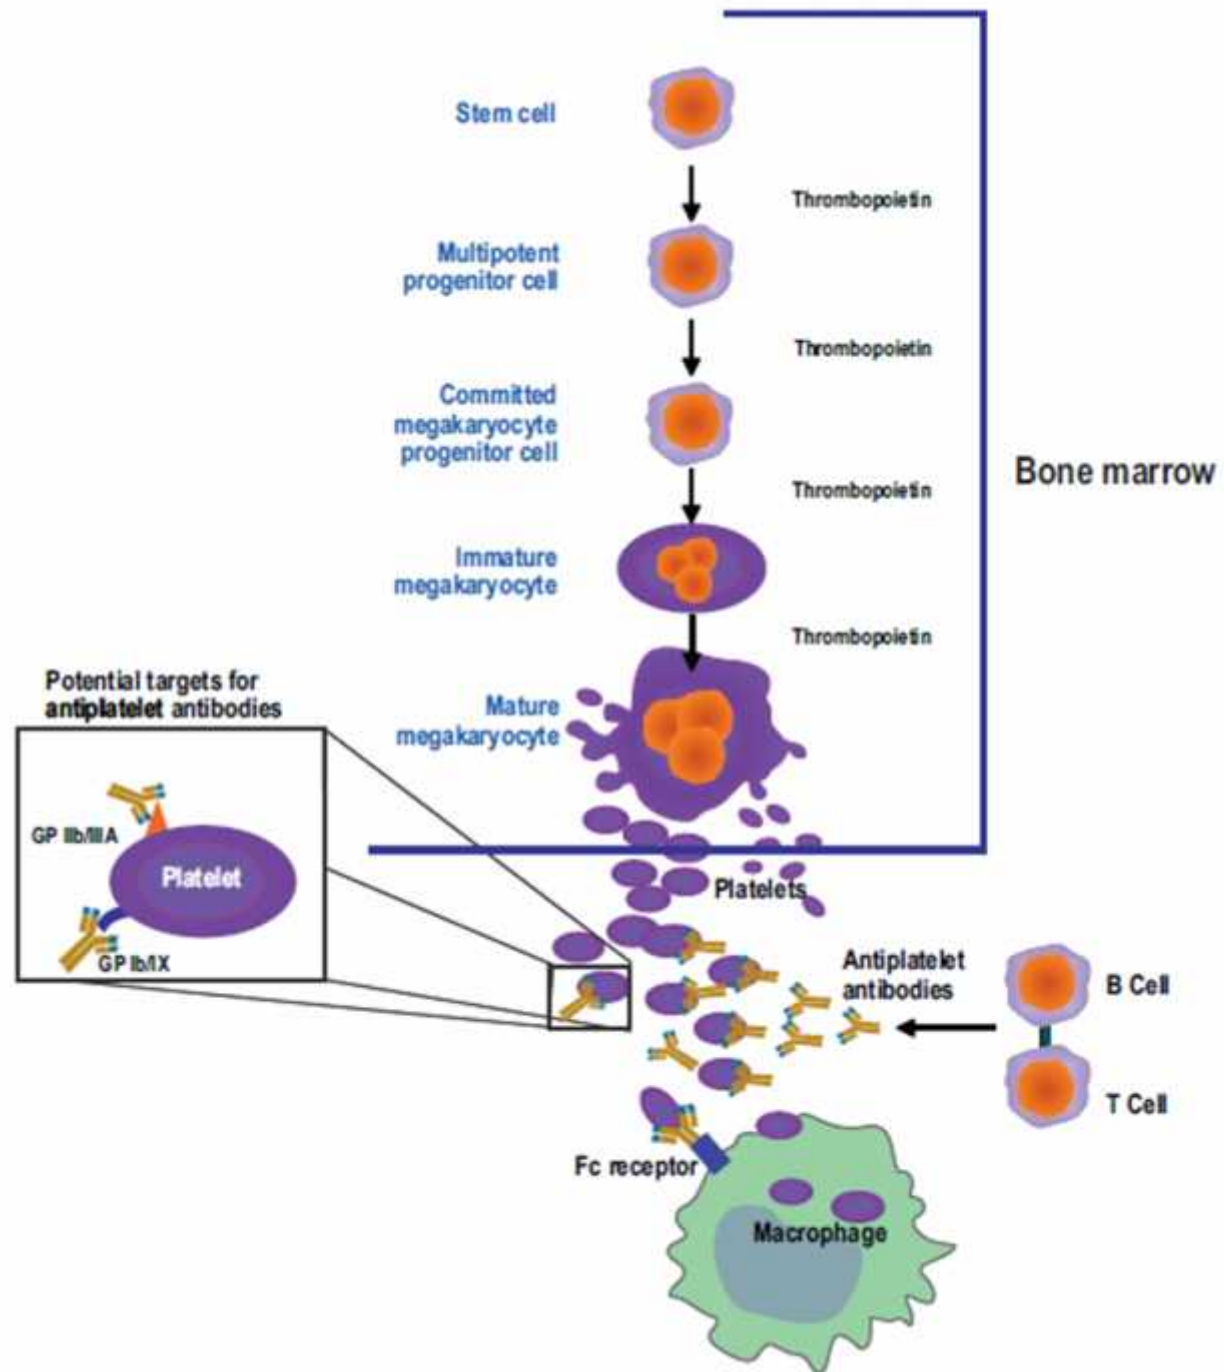 Stem cell
Thrombopoietin
Multipotent
progenitor cell
Thrombopoietin
Committed
megakaryocyte
progenitor cell
Bone marrow
Thrombopoietin
Immature
megakaryocyte
Thrombopoietin
Potential targets for
antiplatelet antibodies
Mature
megakaryocyte
GP IIb/IIIA
Platelet
GP Ib/IX
Platelets
Antiplatelet
antibodies
B Cell
T Cell
Fc receptor
Macrophage